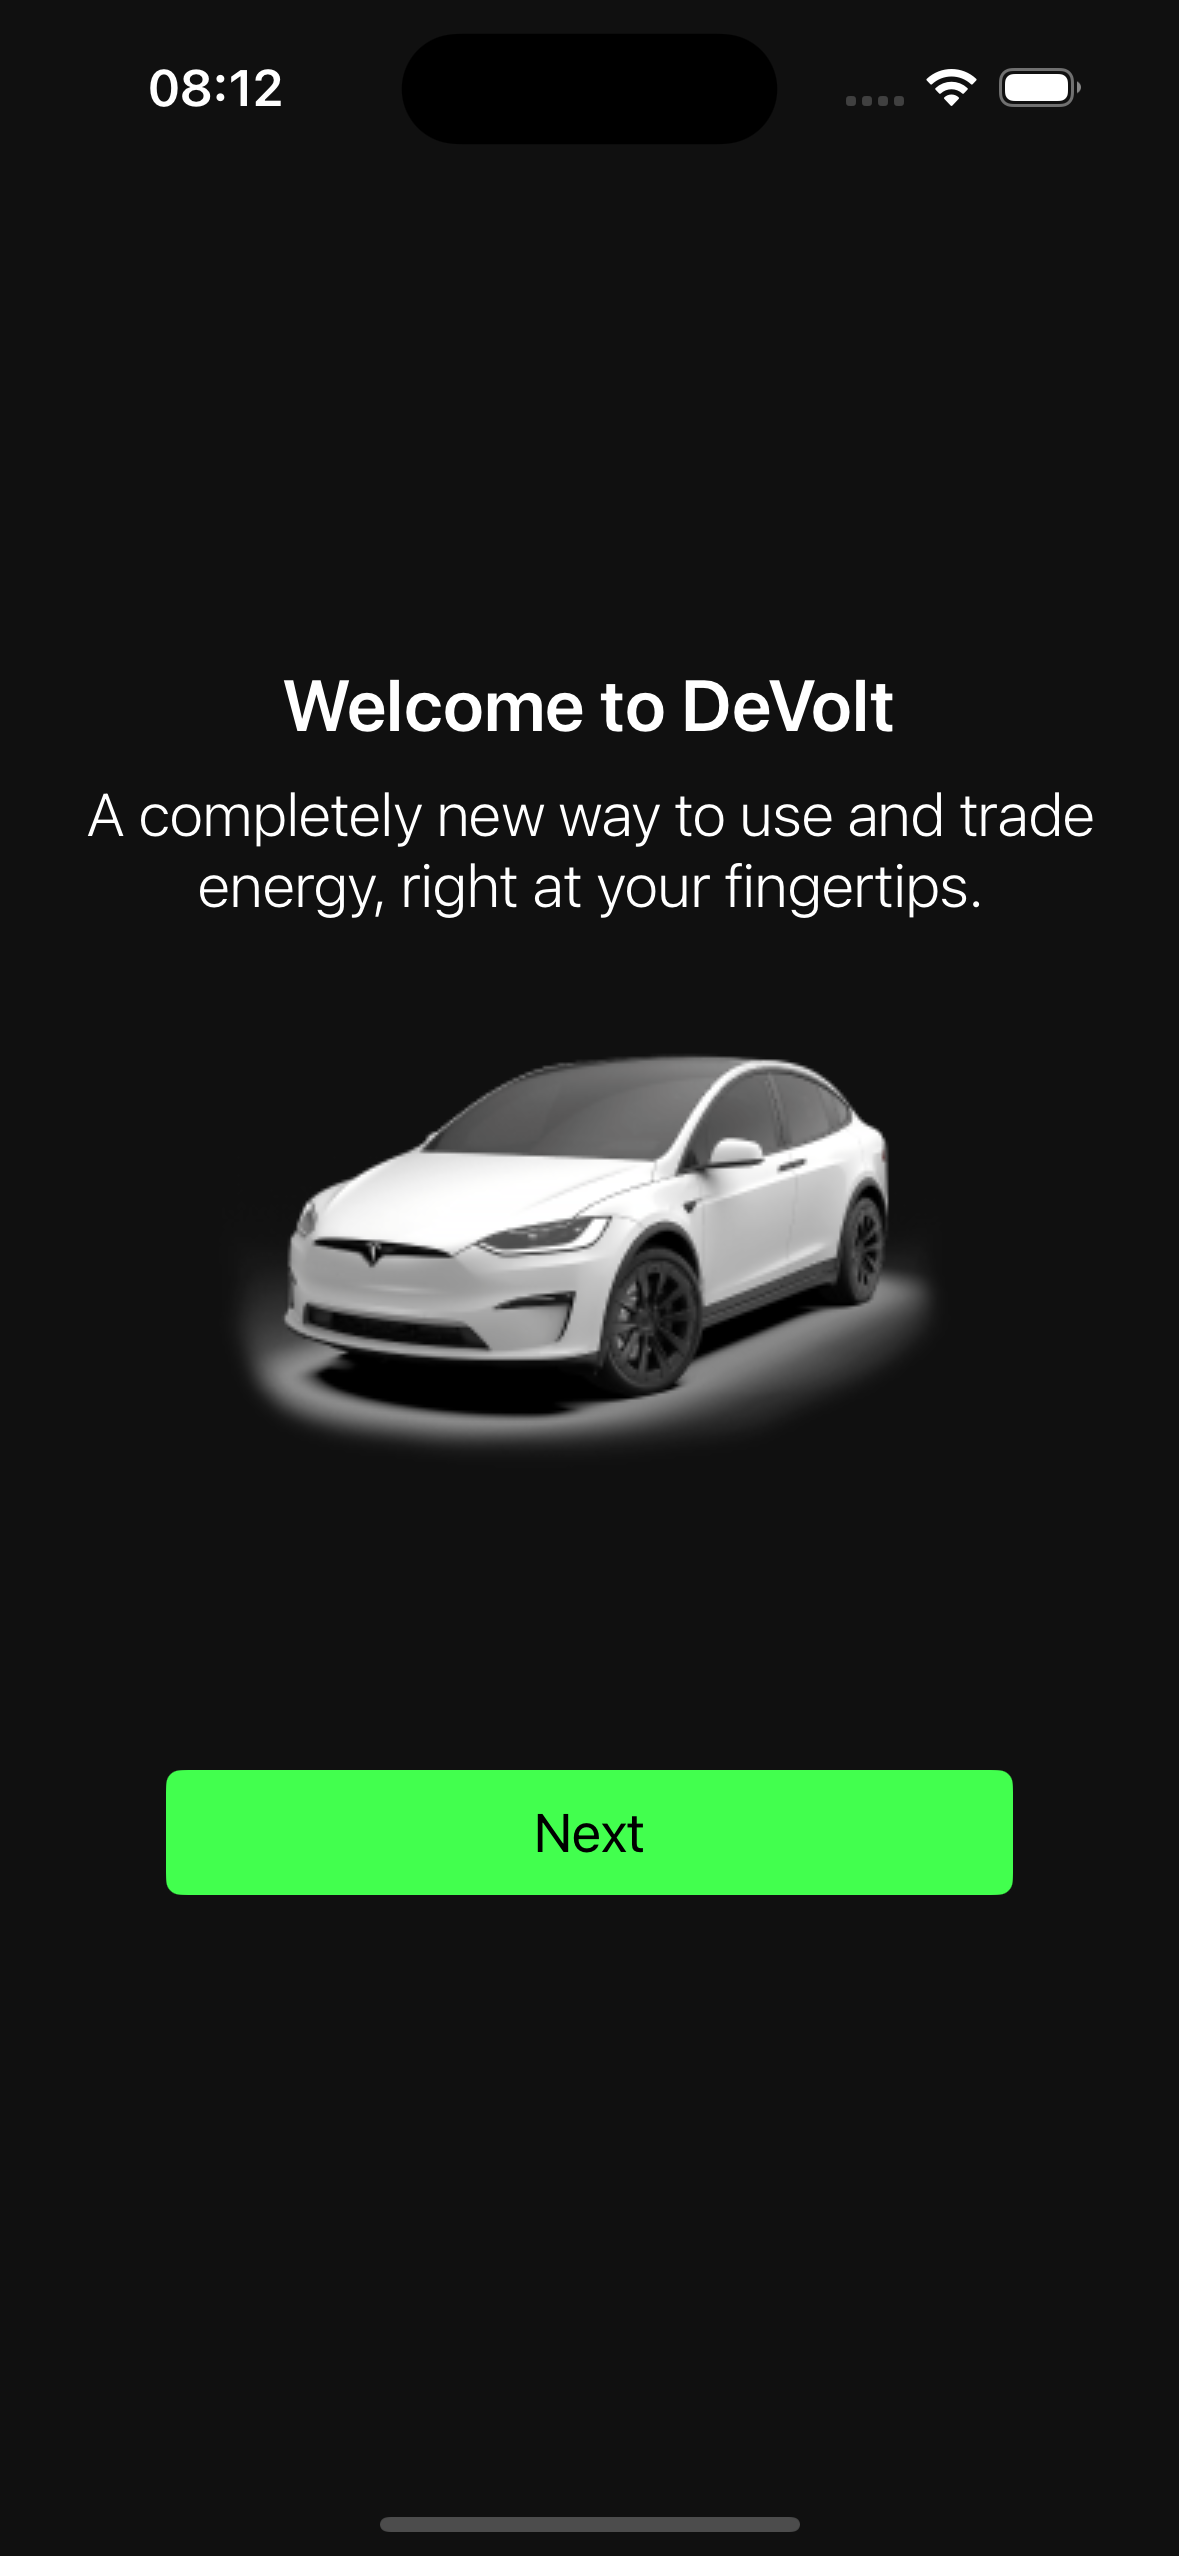 08:12
Welcome to DeVolt
A completely new way to use and trade
energy, right at your fingertips.
Next